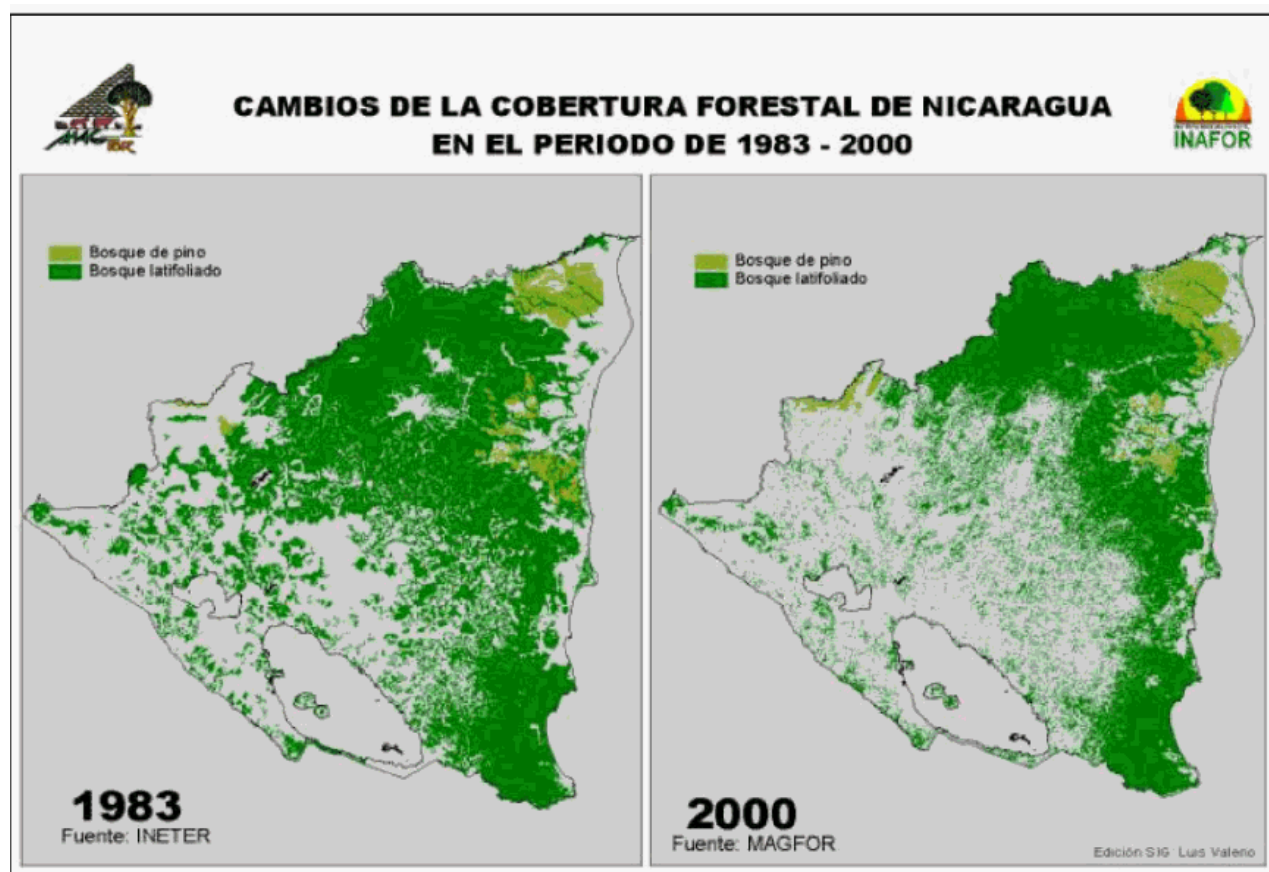 CAMBIOS DE LA COBERTURA FORESTAL DE NICARAGUA
EN EL PERIODO DE 1983 - 2000
INAFOR
Bosque de pino
Bosque latifoliado
1983
Fuente: INETER
Bosque de pino
Bosque latifoliado
2000
Fuente: MAGFOR
Edición SIG Luis Valerio